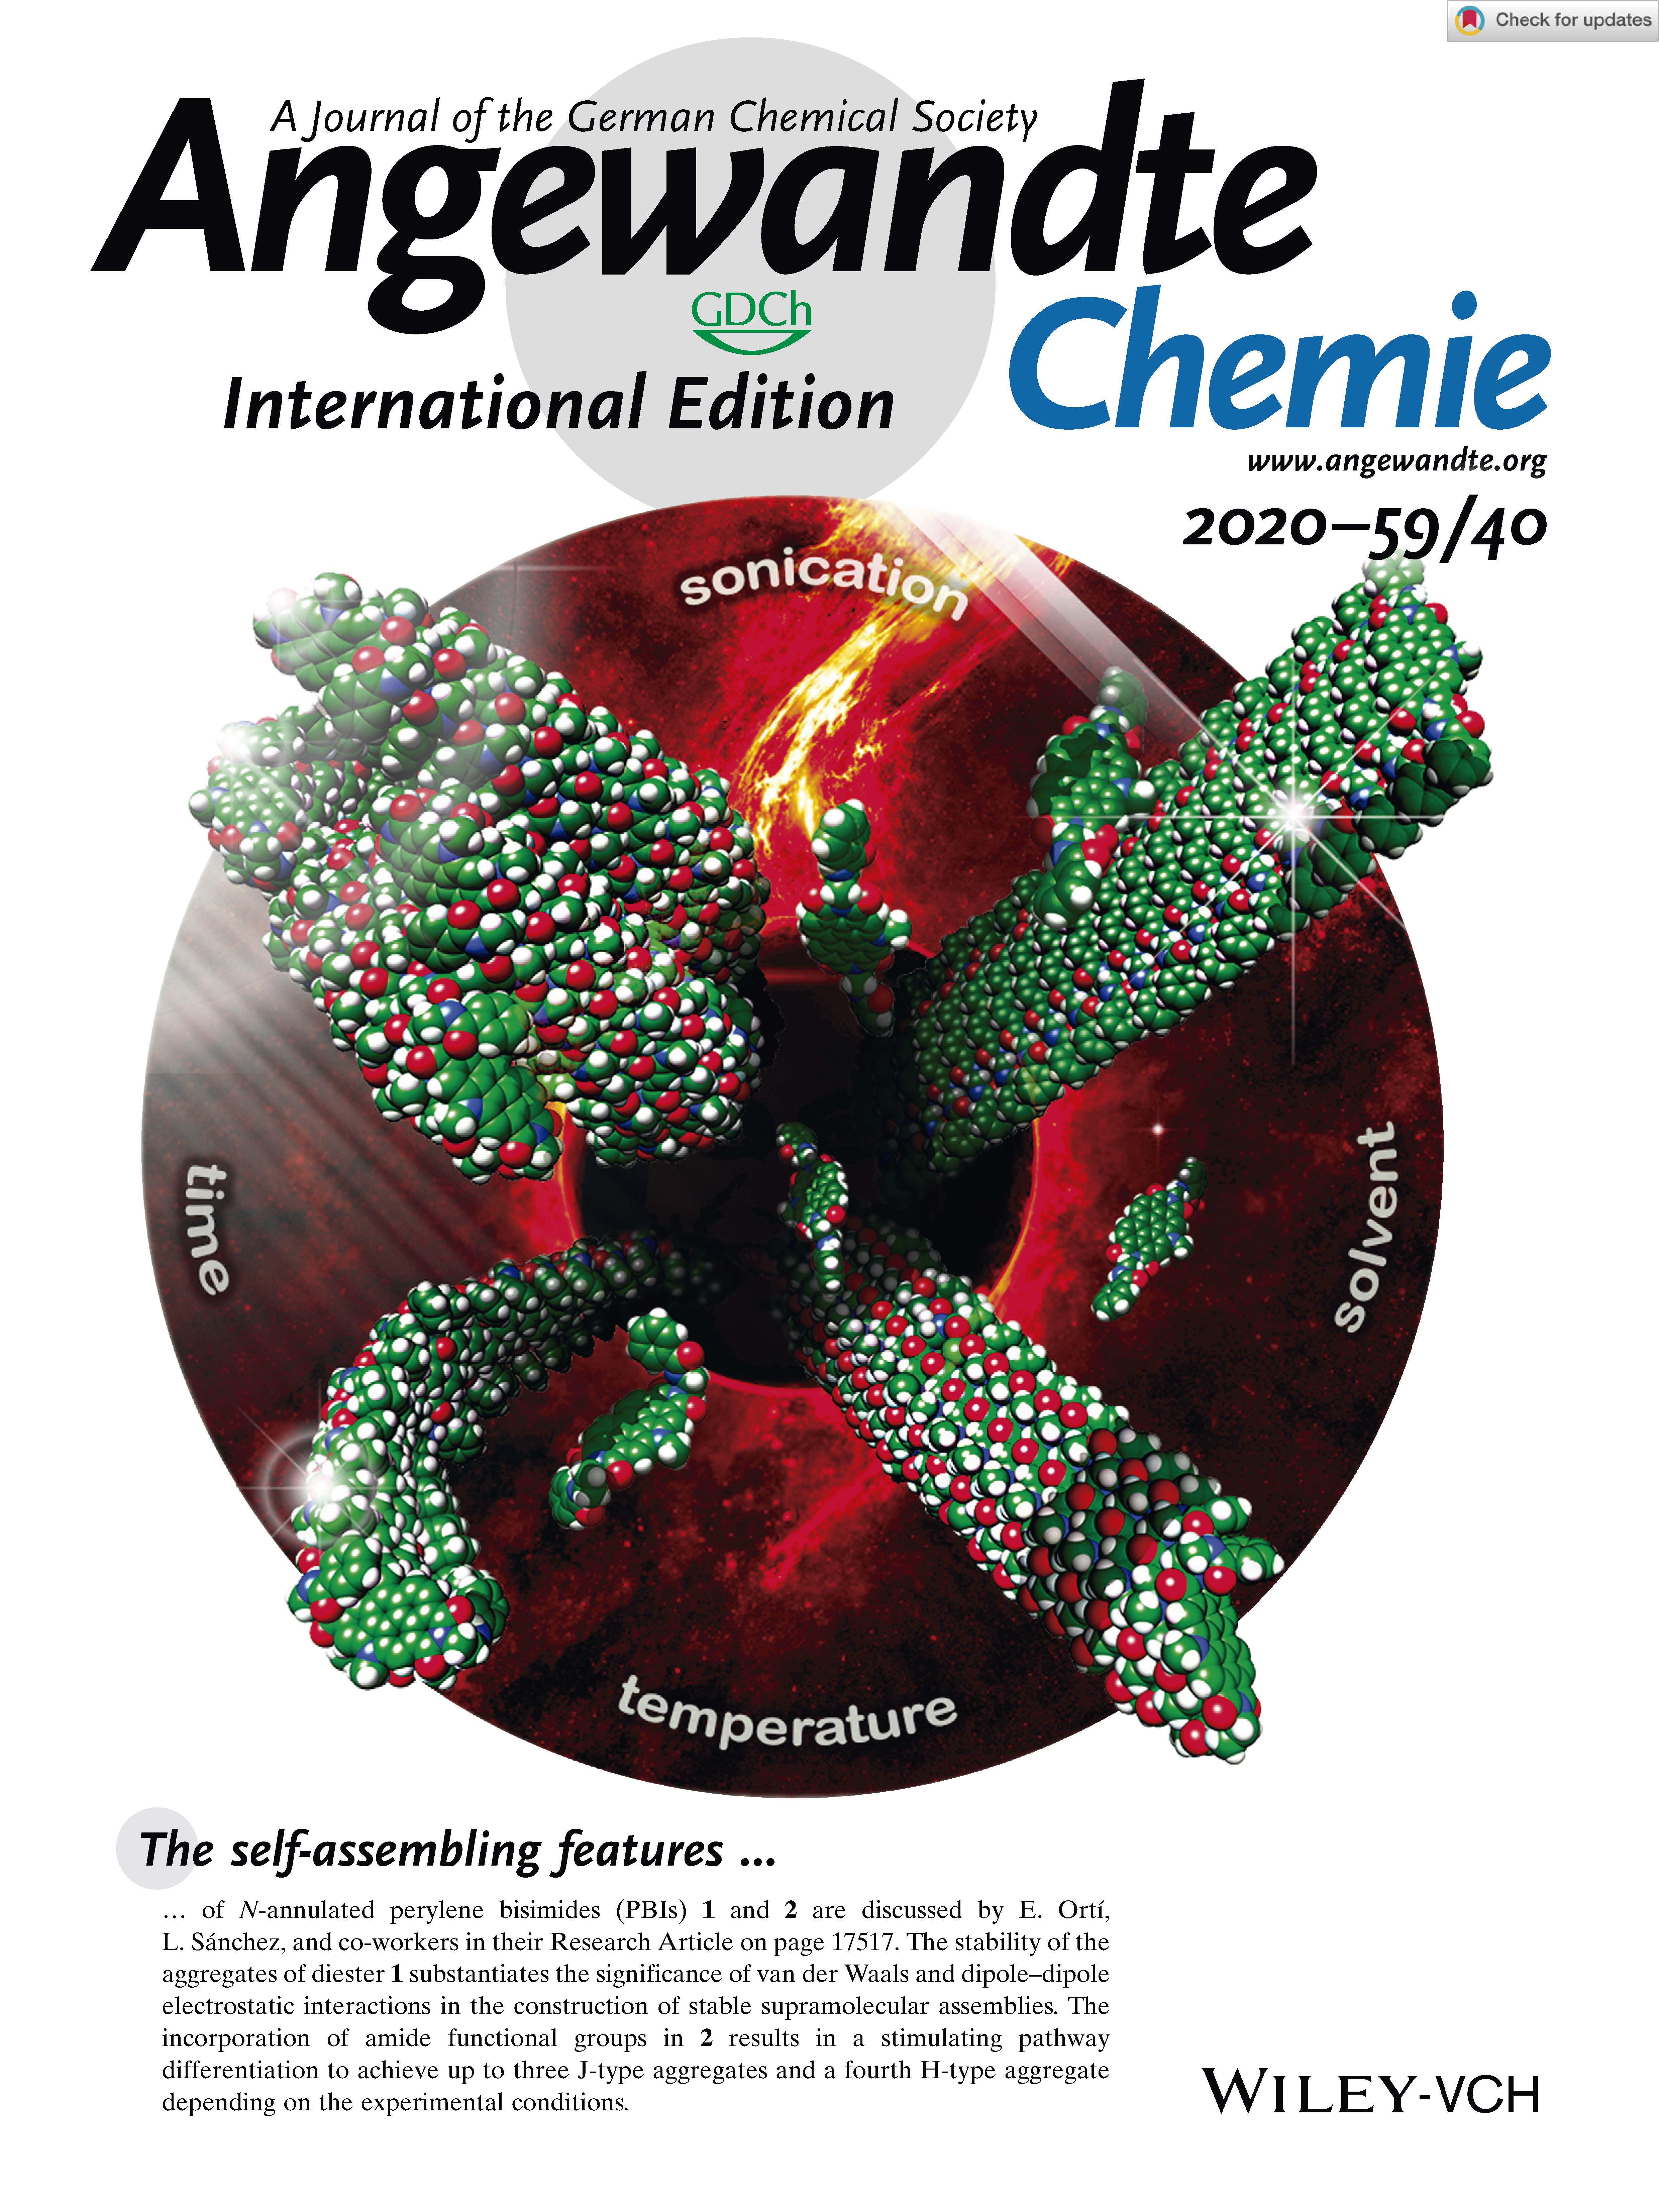 Check for updates
A Journal of the German Chemical Society
Angewandte
GDCh
Chemie
International Edition
www.angewandte.org
2020–59/40
sonication
time
solvent
temperature
The self-assembling features ...
… of N-annulated perylene bisimides (PBIs) 1 and 2 are discussed by E. Ortí,
L. Sánchez, and co-workers in their Research Article on page 17517. The stability of the
aggregates of diester 1 substantiates the significance of van der Waals and dipole–dipole
electrostatic interactions in the construction of stable supramolecular assemblies. The
incorporation of amide functional groups in 2 results in a stimulating pathway
differentiation to achieve up to three J-type aggregates and a fourth H-type aggregate
depending on the experimental conditions.
WILEY-VCH